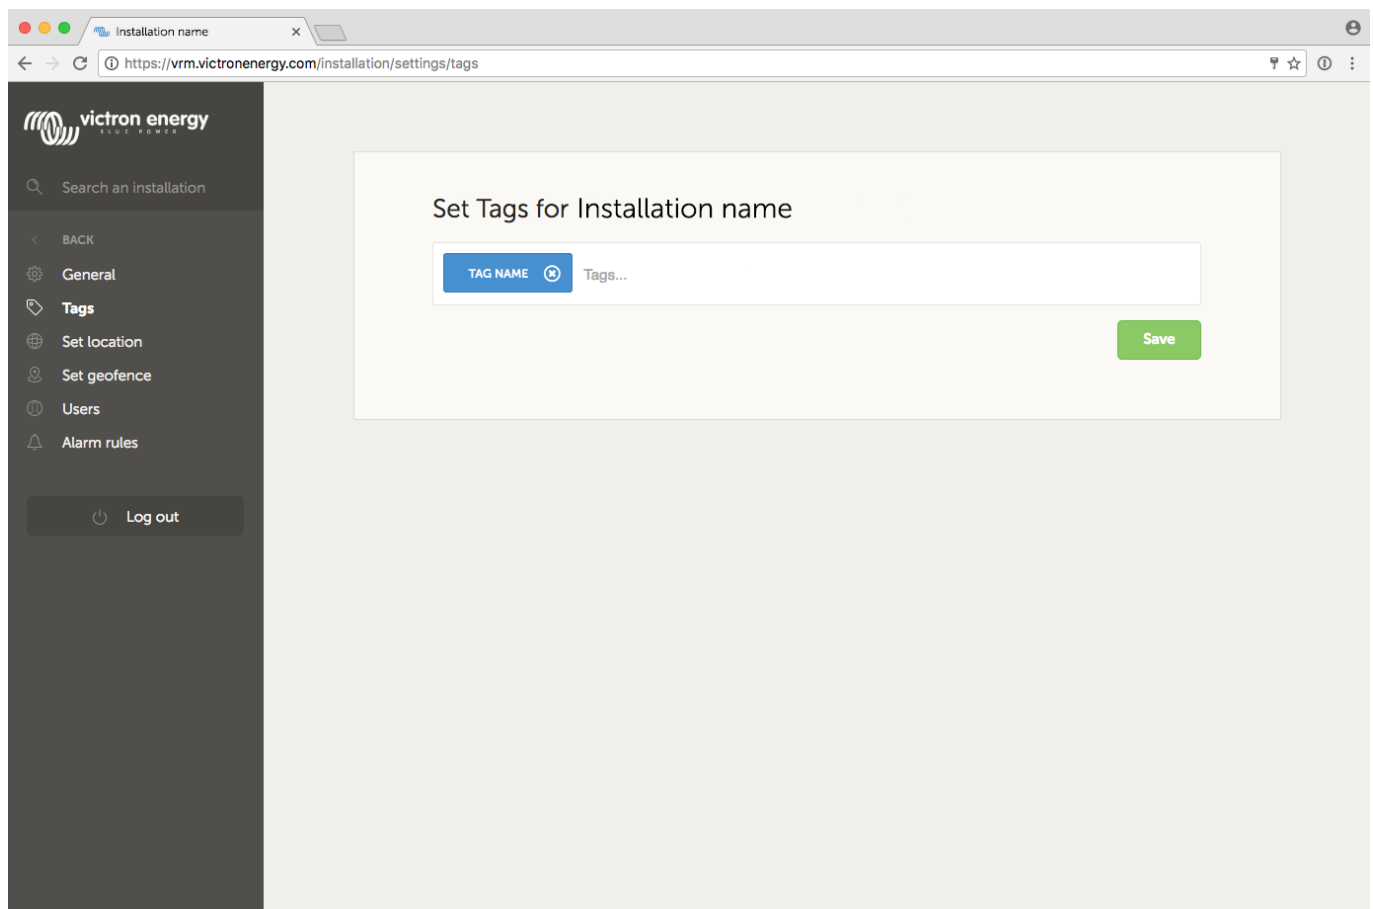 Installation name
https://vrm.victronenergy.com/installation/settings/tags
victron energy
BLUE POWER
Search an installation
BACK
General
Tags
Set location
Set geofence
Users
Alarm rules
Log out
Set Tags for Installation name
TAG NAME
Tags...
Save